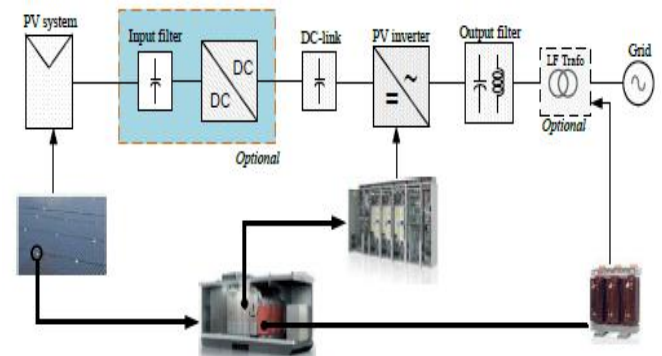 PV system
Input filter
DC
DC
Optional
DC-link
PV inverter
= ~
Output filter
LF Trafo
Optional
Grid
~